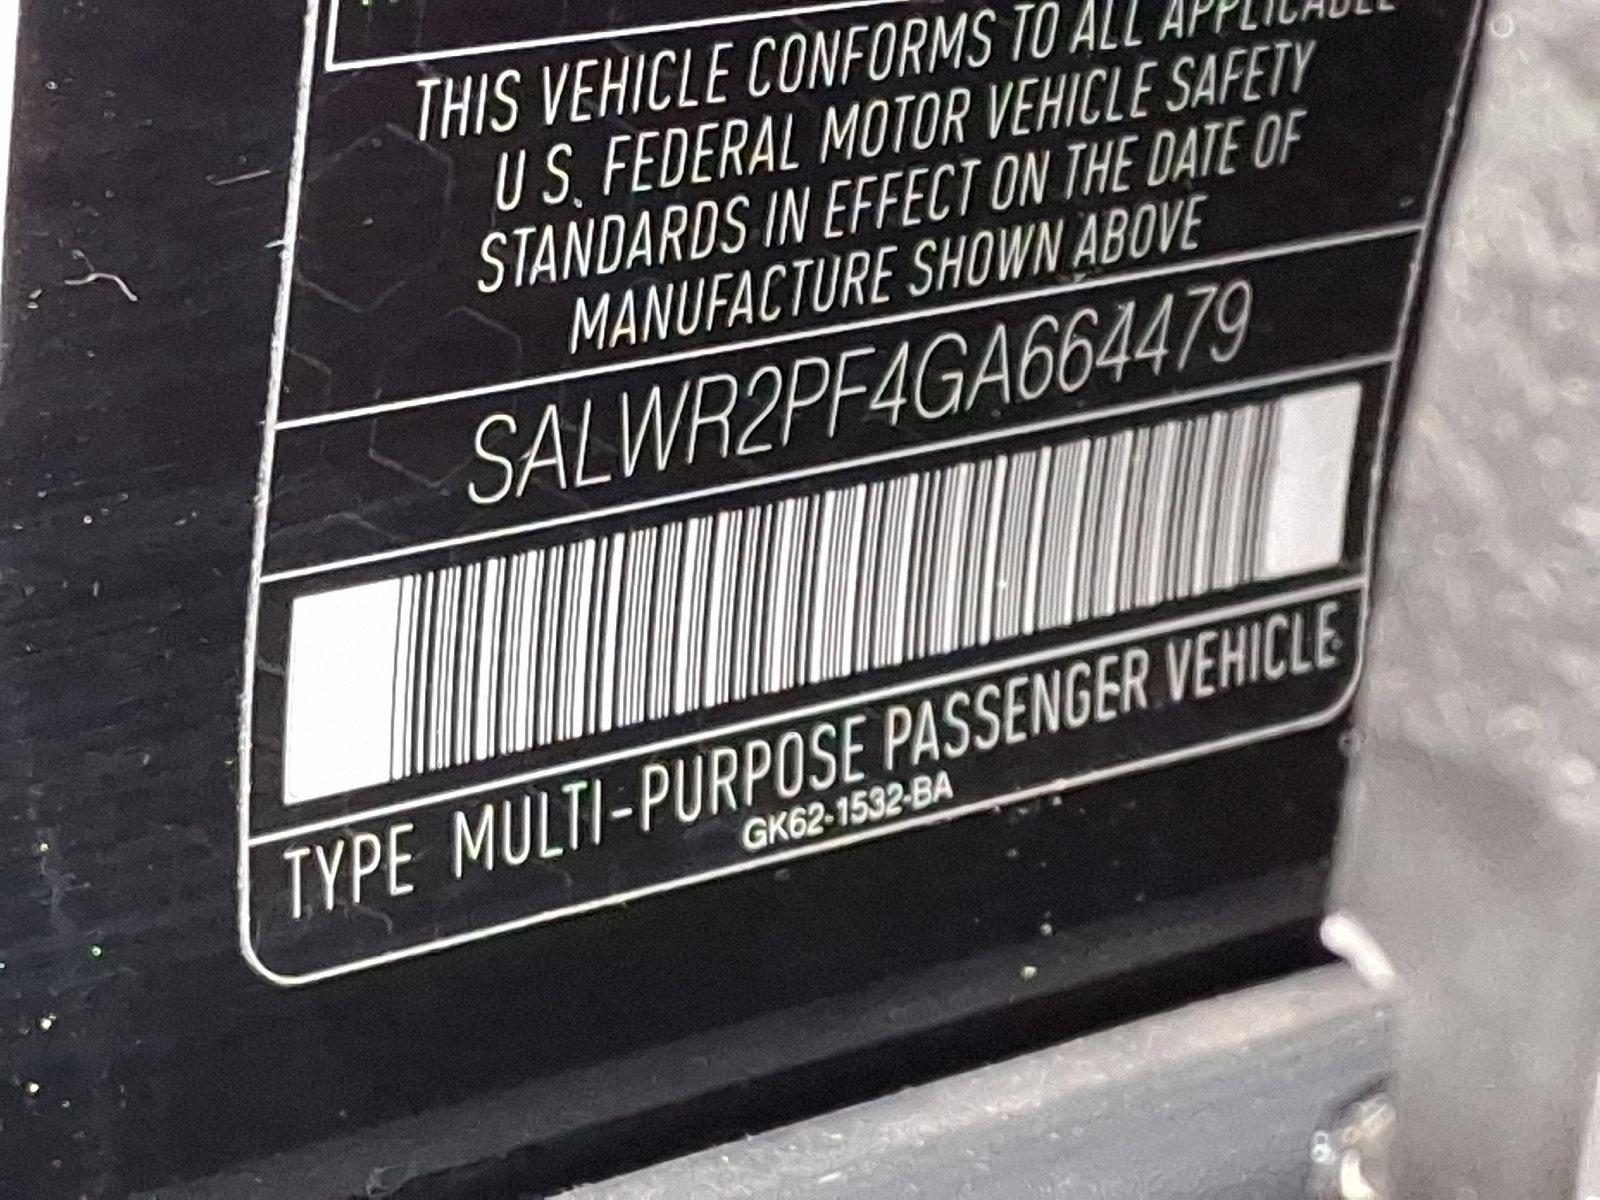 THIS VEHICLE CONFORMS TO ALL APPLICABLE
U S. FEDERAL MOTOR VEHICLE SAFETY
STANDARDS IN EFFECT ON THE DATE OF
MANUFACTURE SHOWN ABOVE
SALWR2PF4GA664479
TYPE MULTI-PURPOSE PASSENGER VEHICLE
GK62-1532-BA